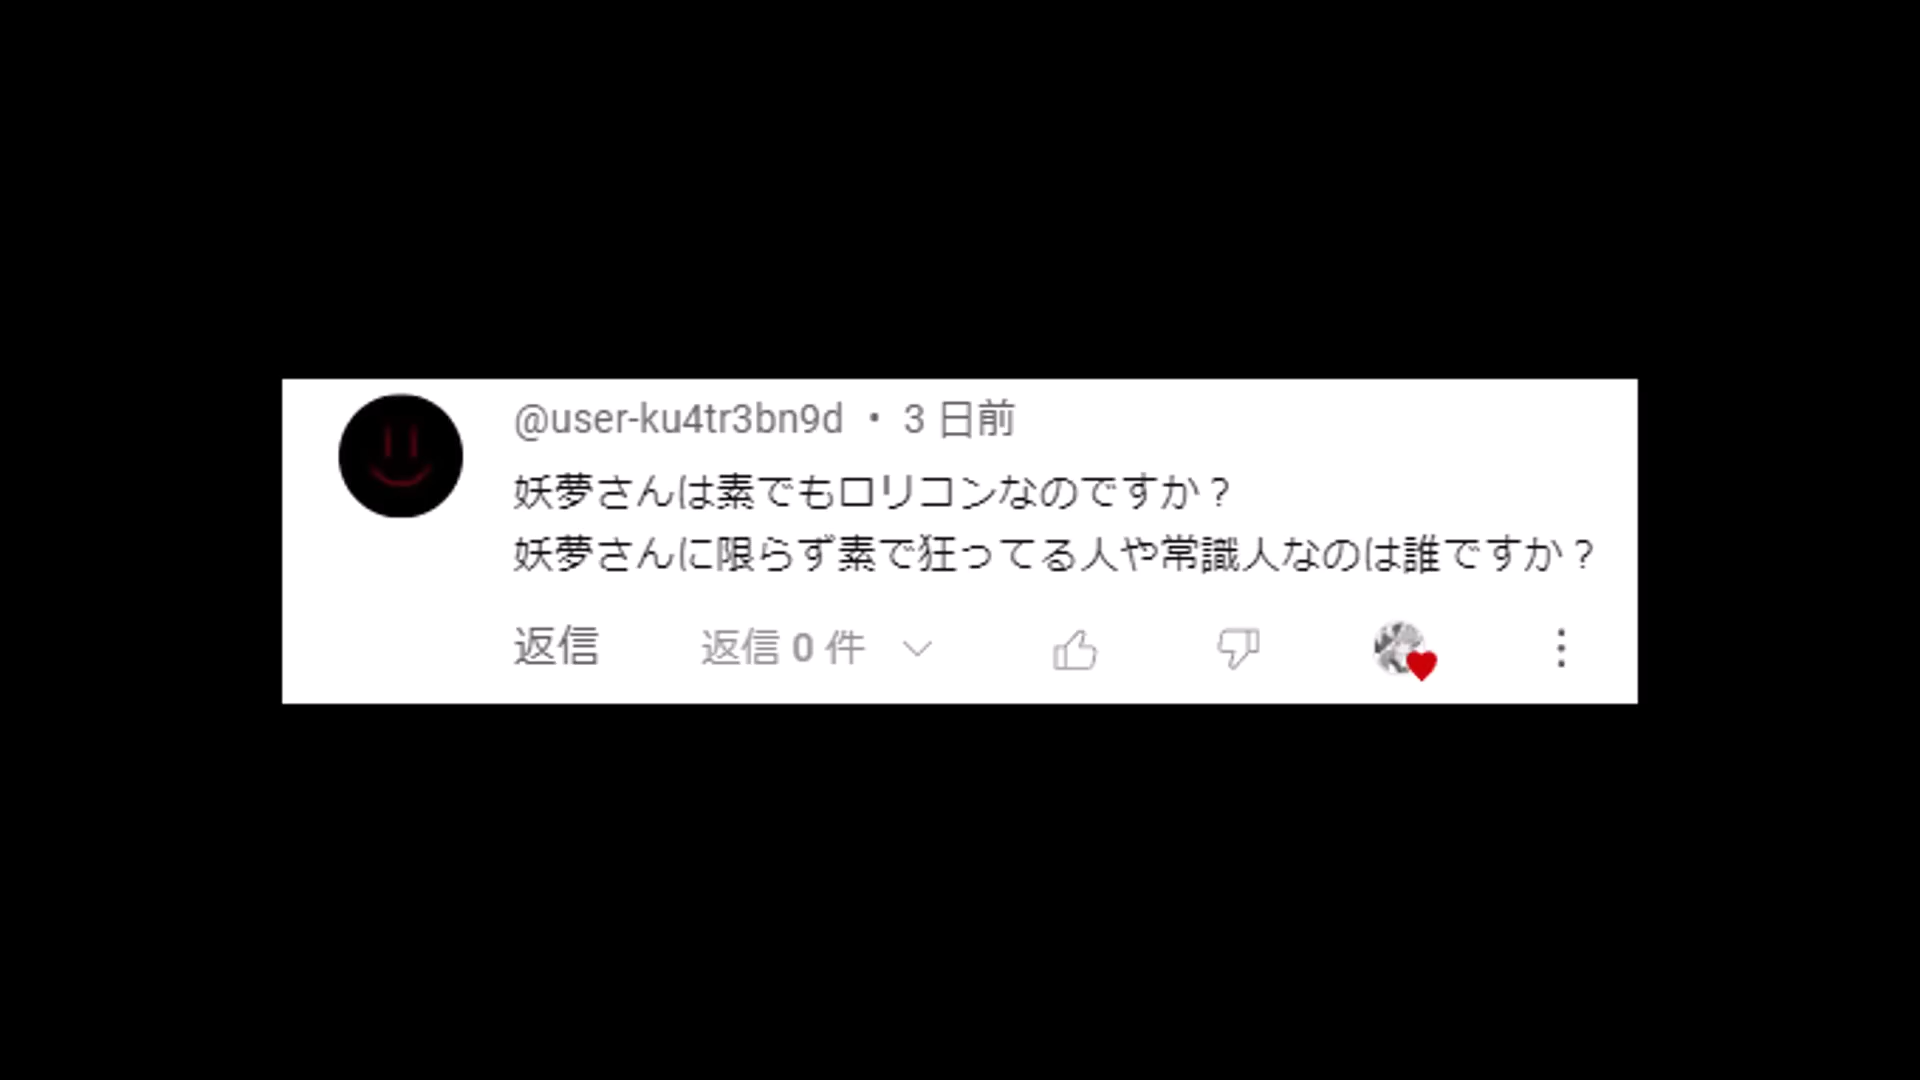 @user-ku4tr3bn9d ・ 3 日前
妖夢さんは素でもロリコンなのですか？
妖夢さんに限らず素で狂ってる人や常識人なのは誰ですか？
返信 返信 0 件